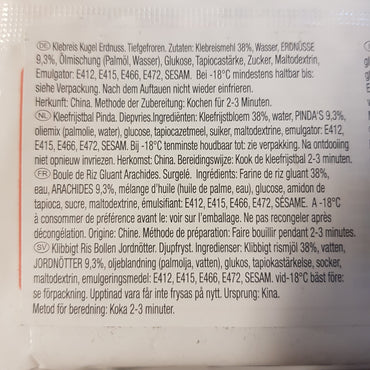 DE Klebreis Kugel Erdnuss. Tiefgefroren. Zutaten: Klebreismehl 38%, Wasser, ERDNÜSSE
9,3%, Ölmischung (Palmöl, Wasser), Glukose, Tapiocastärke, Zucker, Maltodextrin,
Emulgator: E412, E415, E466, E472, SESAM. Bei -18°C mindestens haltbar bis:
siehe Verpackung. Nach dem Auftauen nicht wieder einfrieren.
Herkunft: China. Methode der Zubereitung: Kochen für 2-3 Minuten.
NL Kleefrijstbal Pinda. Diepvries.Ingrediënten: Kleefrijstbloem 38%, water, PINDA'S 9,3%,
oliemix (palmolie, water), glucose, tapiocazetmeel, suiker, maltodextrine, emulgator: E412,
E415, E466, E472, SESAM. Bij -18°C tenminste houdbaar tot: zie verpakking. Na ontdooiing
niet opnieuw invriezen. Herkomst: China. Bereidingswijze: Kook de kleefrijstbal 2-3 minuten.
FR Boule de Riz Gluant Arachides. Surgelé. Ingrédients: Farine de riz gluant 38%,
eau, ARACHIDES 9,3%, mélange d'huile (huile de palme, eau), glucose, amidon de
tapioca, sucre, maltodextrine, émulsifiant: E412, E415, E466, E472, SÉSAME. A -18°C
à consommer de préférence avant le: voir sur l'emballage. Ne pas recongeler après
décongélation. Origine: Chine. Méthode de préparation: Faire bouillir pendant 2-3 minutes.
SV Klibbigt Ris Bollen Jordnötter. Djupfryst. Ingredienser: Klibbigt rismjöl 38%, vatten,
JORDNÖTTER 9,3%, oljeblandning (palmolja, vatten), glukos, tapiokastärkelse, socker,
maltodextrin, emulgeringsmedel: E412, E415, E466, E472, SESAM. vid-18°C bäst före:
se förpackning. Upptinad vara får inte frysas på nytt. Ursprung: Kina.
Metod för beredning: Koka 2-3 minuter.